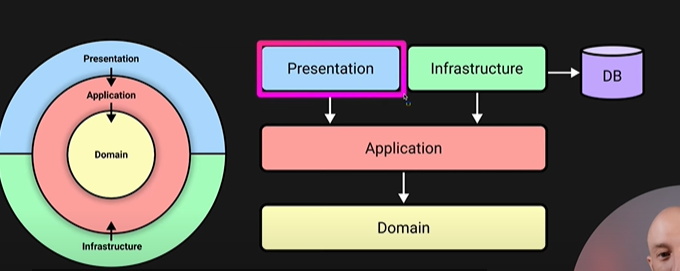 Presentation
Application
Domain
Infrastructure
Presentation
Infrastructure
DB
Application
Domain